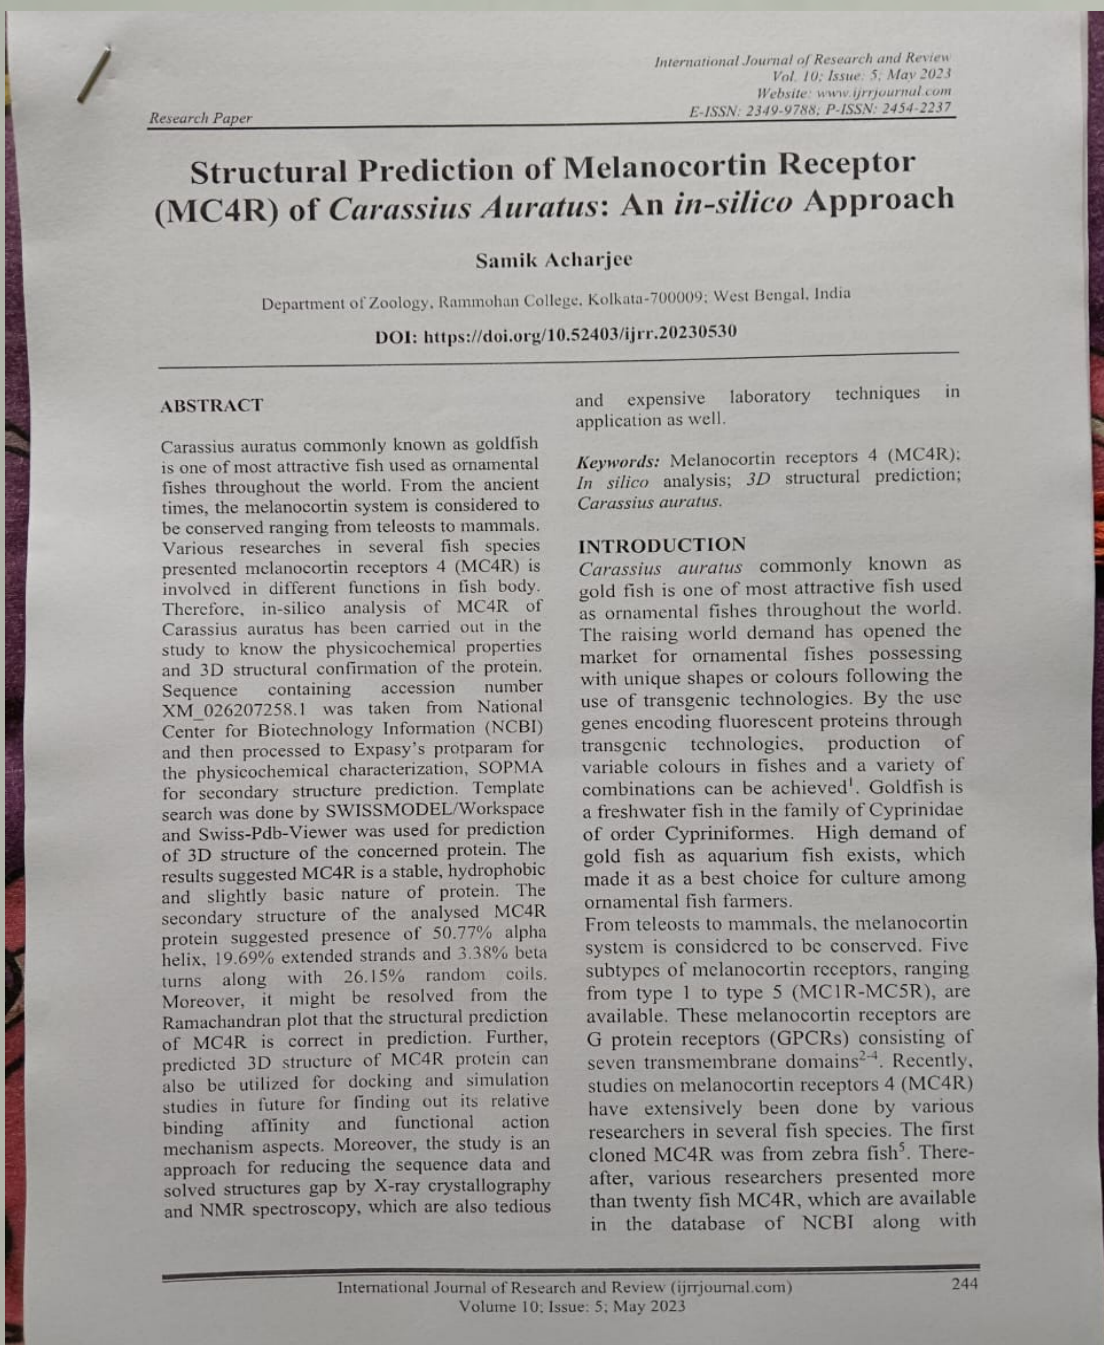 International Journal of Research and Review
Vol. 10; Issue: 5; May 2023
Website: www.ijrrjournal.com
E-ISSN: 2349-9788; P-ISSN: 2454-2237
Research Paper
Structural Prediction of Melanocortin Receptor
(MC4R) of Carassius Auratus: An in-silico Approach
Samik Acharjee
Department of Zoology, Rammohan College, Kolkata-700009; West Bengal, India
DOI: https://doi.org/10.52403/ijrr.20230530
ABSTRACT
Carassius auratus commonly known as goldfish
is one of most attractive fish used as ornamental
fishes throughout the world. From the ancient
times, the melanocortin system is considered to
be conserved ranging from teleosts to mammals.
Various researches in several fish species
presented melanocortin receptors 4 (MC4R) is
involved in different functions in fish body.
Therefore, in-silico analysis of MC4R of
Carassius auratus has been carried out in the
study to know the physicochemical properties
and 3D structural confirmation of the protein.
Sequence containing accession number
XM_026207258.1 was taken from National
Center for Biotechnology Information (NCBI)
and then processed to Expasy's protparam for
the physicochemical characterization, SOPMA
for secondary structure prediction. Template
search was done by SWISSMODEL/Workspace
and Swiss-Pdb-Viewer was used for prediction
of 3D structure of the concerned protein. The
results suggested MC4R is a stable, hydrophobic
and slightly basic nature of protein. The
secondary structure of the analysed MC4R
protein suggested presence of 50.77% alpha
helix, 19.69% extended strands and 3.38% beta
turns along with 26.15% random coils.
Moreover, it might be resolved from the
Ramachandran plot that the structural prediction
of MC4R is correct in prediction. Further,
predicted 3D structure of MC4R protein can
also be utilized for docking and simulation
studies in future for finding out its relative
binding affinity and functional action
mechanism aspects. Moreover, the study is an
approach for reducing the sequence data and
solved structures gap by X-ray crystallography
and NMR spectroscopy, which are also tedious
and expensive laboratory techniques in
application as well.
Keywords: Melanocortin receptors 4 (MC4R);
In silico analysis; 3D structural prediction;
Carassius auratus.
INTRODUCTION
Carassius auratus commonly known as
gold fish is one of most attractive fish used
as ornamental fishes throughout the world.
The raising world demand has opened the
market for ornamental fishes possessing
with unique shapes or colours following the
use of transgenic technologies. By the use
genes encoding fluorescent proteins through
transgenic technologies, production of
variable colours in fishes and a variety of
combinations can be achieved¹. Goldfish is
a freshwater fish in the family of Cyprinidae
of order Cypriniformes. High demand of
gold fish as aquarium fish exists, which
made it as a best choice for culture among
ornamental fish farmers.
From teleosts to mammals, the melanocortin
system is considered to be conserved. Five
subtypes of melanocortin receptors, ranging
from type 1 to type 5 (MC1R-MC5R), are
available. These melanocortin receptors are
G protein receptors (GPCRs) consisting of
seven transmembrane domains²⁻⁴. Recently,
studies on melanocortin receptors 4 (MC4R)
have extensively been done by various
researchers in several fish species. The first
cloned MC4R was from zebra fish⁵. There-
after, various researchers presented more
than twenty fish MC4R, which are available
in the database of NCBI along with
International Journal of Research and Review (ijrrjournal.com)
Volume 10; Issue: 5; May 2023
244